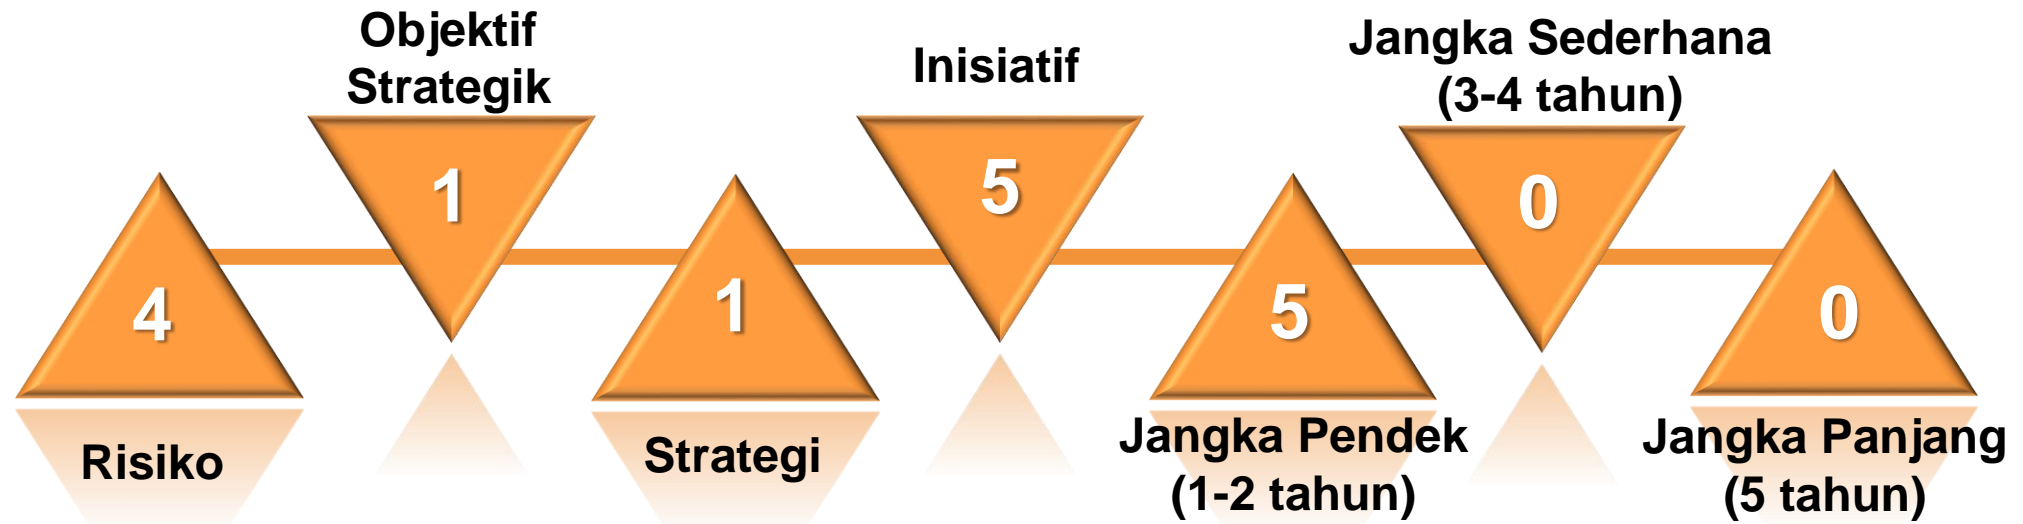 4
Risiko
Objektif
Strategik
1
1
Strategi
Inisiatif
5
5
Jangka Pendek
(1-2 tahun)
Jangka Sederhana
(3-4 tahun)
0
0
Jangka Panjang
(5 tahun)